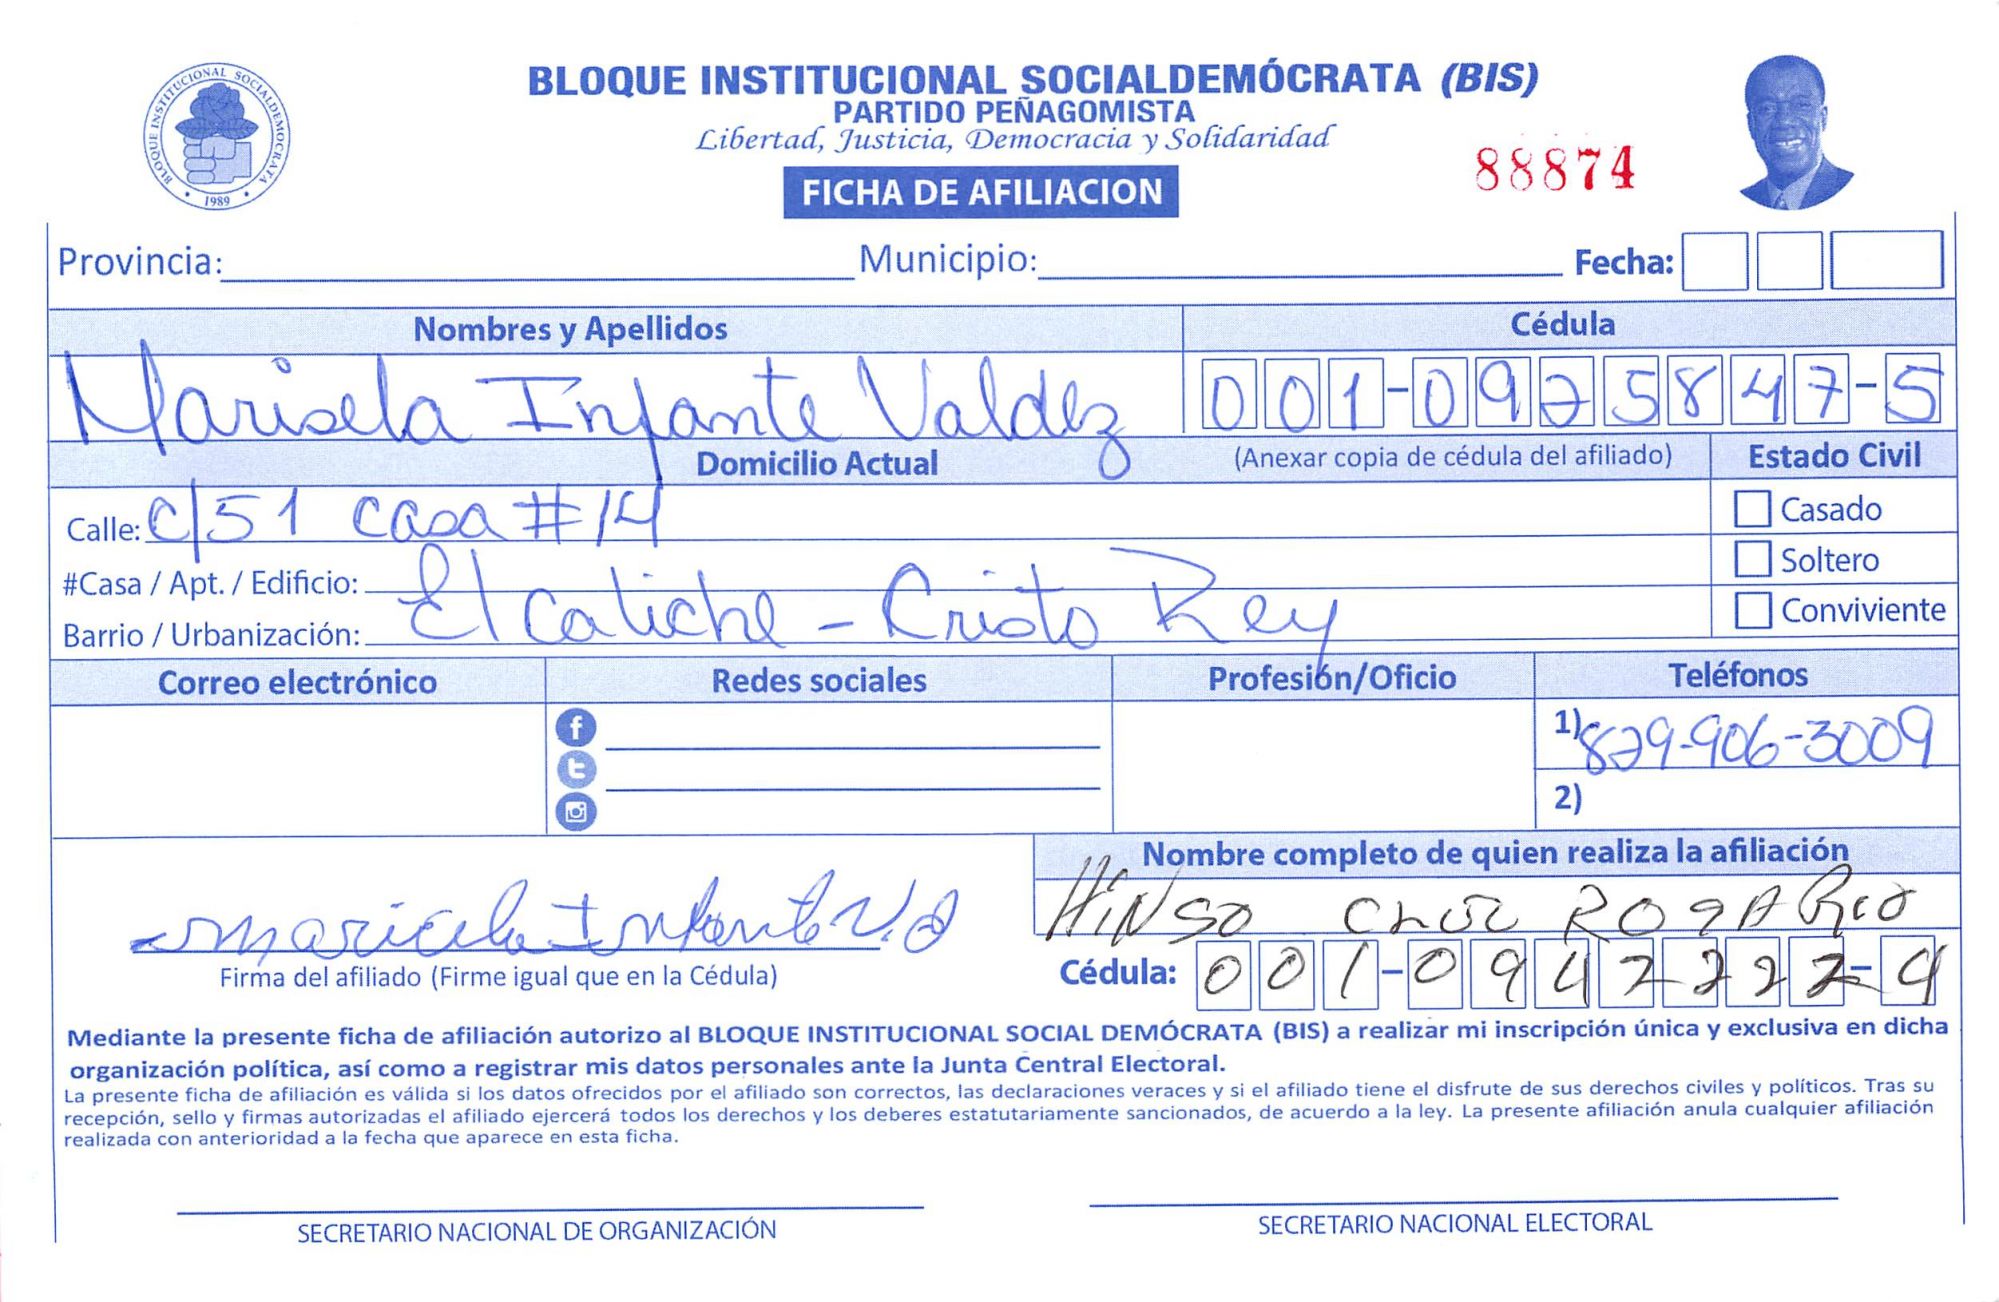 BLOQUE INSTITUCIONAL SOCIALDEMOCRATA
1989
BLOQUE INSTITUCIONAL SOCIALDEMÓCRATA (BIS)
PARTIDO PEÑAGOMISTA
Libertad, Justicia, Democracia y Solidaridad
88874
FICHA DE AFILIACION
Provincia: Municipio: Fecha:
Nombres y Apellidos Cédula
Marisela Infante Valdez 001-0975847-5
Domicilio Actual (Anexar copia de cédula del afiliado) Estado Civil
Calle: c/51 casa #14 Casado
#Casa / Apt. / Edificio: Soltero
Barrio / Urbanización: El Caliche - Cristo Rey Conviviente
Correo electrónico Redes sociales Profesión/Oficio Teléfonos
1) 829-906-3009
2)
Nombre completo de quien realiza la afiliación
Maricela Infante V.
Firma del afiliado (Firme igual que en la Cédula) Cédula: 001-0942222-4
Mediante la presente ficha de afiliación autorizo al BLOQUE INSTITUCIONAL SOCIAL DEMÓCRATA (BIS) a realizar mi inscripción única y exclusiva en dicha
organización política, así como a registrar mis datos personales ante la Junta Central Electoral.
La presente ficha de afiliación es válida si los datos ofrecidos por el afiliado son correctos, las declaraciones veraces y si el afiliado tiene el disfrute de sus derechos civiles y políticos. Tras su
recepción, sello y firmas autorizadas el afiliado ejercerá todos los derechos y los deberes estatutariamente sancionados, de acuerdo a la ley. La presente afiliación anula cualquier afiliación
realizada con anterioridad a la fecha que aparece en esta ficha.
SECRETARIO NACIONAL DE ORGANIZACIÓN SECRETARIO NACIONAL ELECTORAL